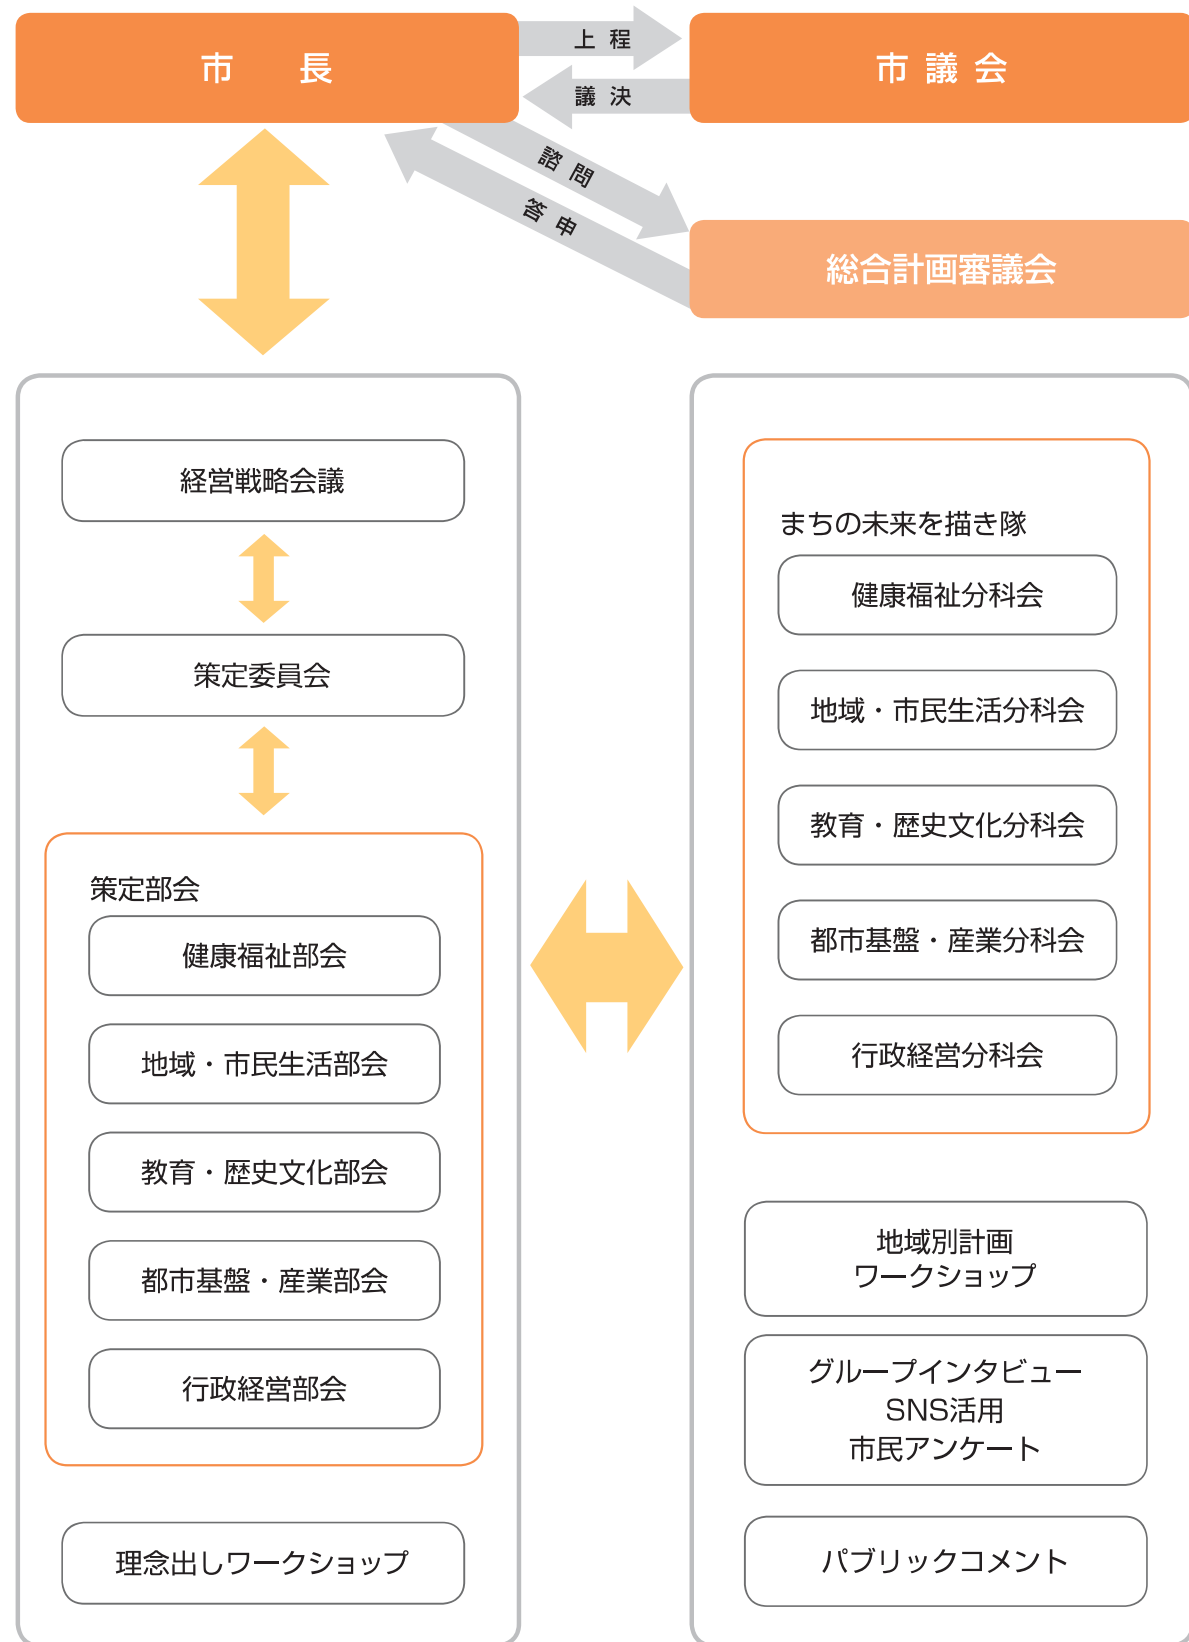 市長
上程
市議会
議決
諮問
答申
総合計画審議会
経営戦略会議
策定委員会
策定部会
健康福祉部会
地域・市民生活部会
教育・歴史文化部会
都市基盤・産業部会
行政経営部会
理念出しワークショップ
まちの未来を描き隊
健康福祉分科会
地域・市民生活分科会
教育・歴史文化分科会
都市基盤・産業分科会
行政経営分科会
地域別計画
ワークショップ
グループインタビュー
SNS活用
市民アンケート
パブリックコメント